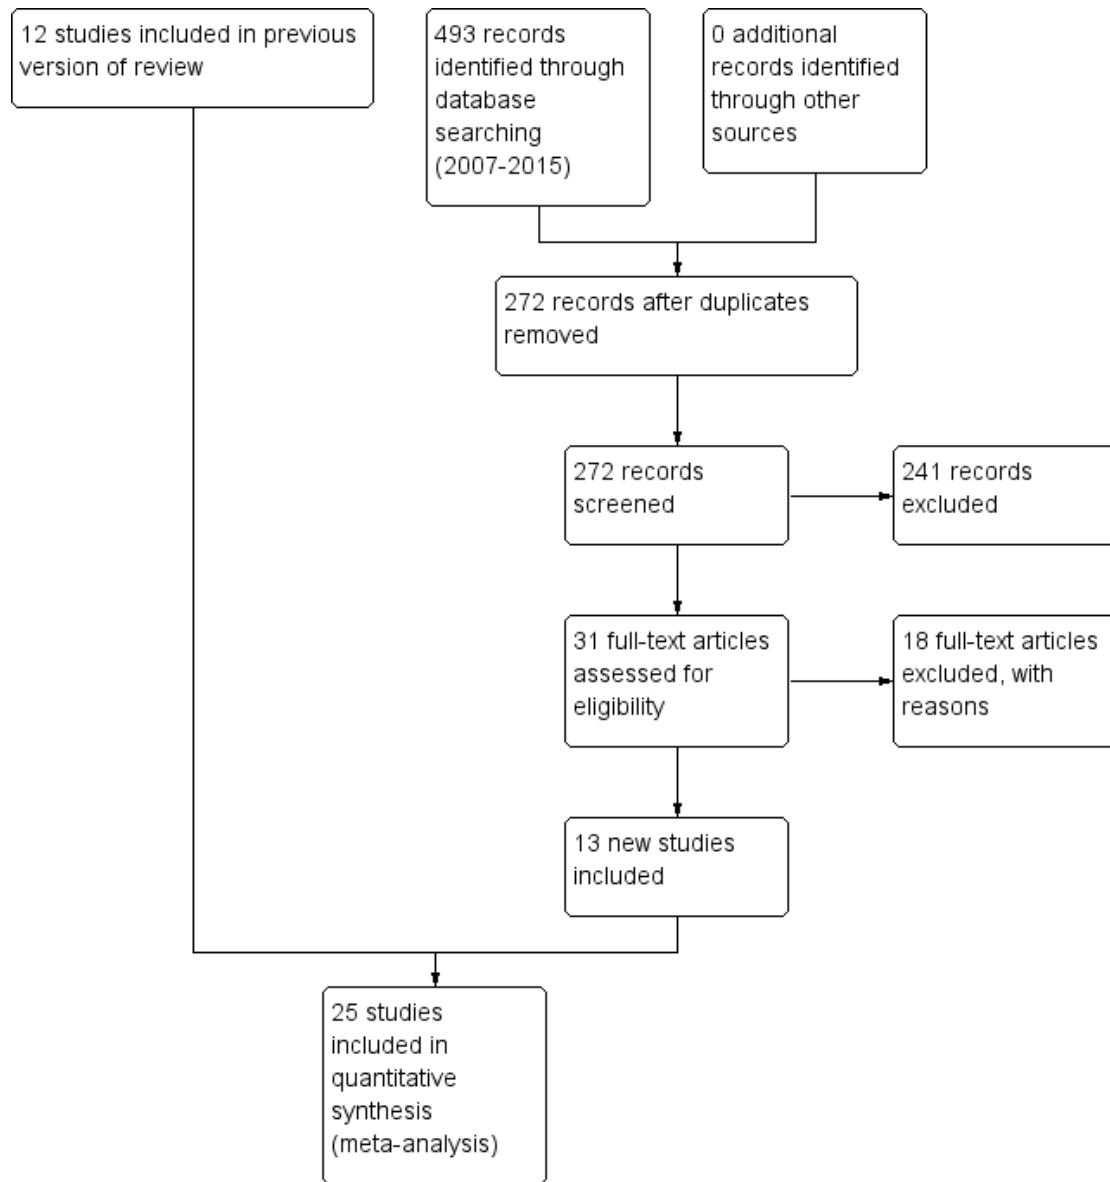 12 studies included in previous
version of review
493 records
identified through
database
searching
(2007-2015)
0 additional
records identified
through other
sources
272 records after duplicates
removed
272 records
screened
241 records
excluded
31 full-text articles
assessed for
eligibility
18 full-text articles
excluded, with
reasons
13 new studies
included
25 studies
included in
quantitative
synthesis
(meta-analysis)